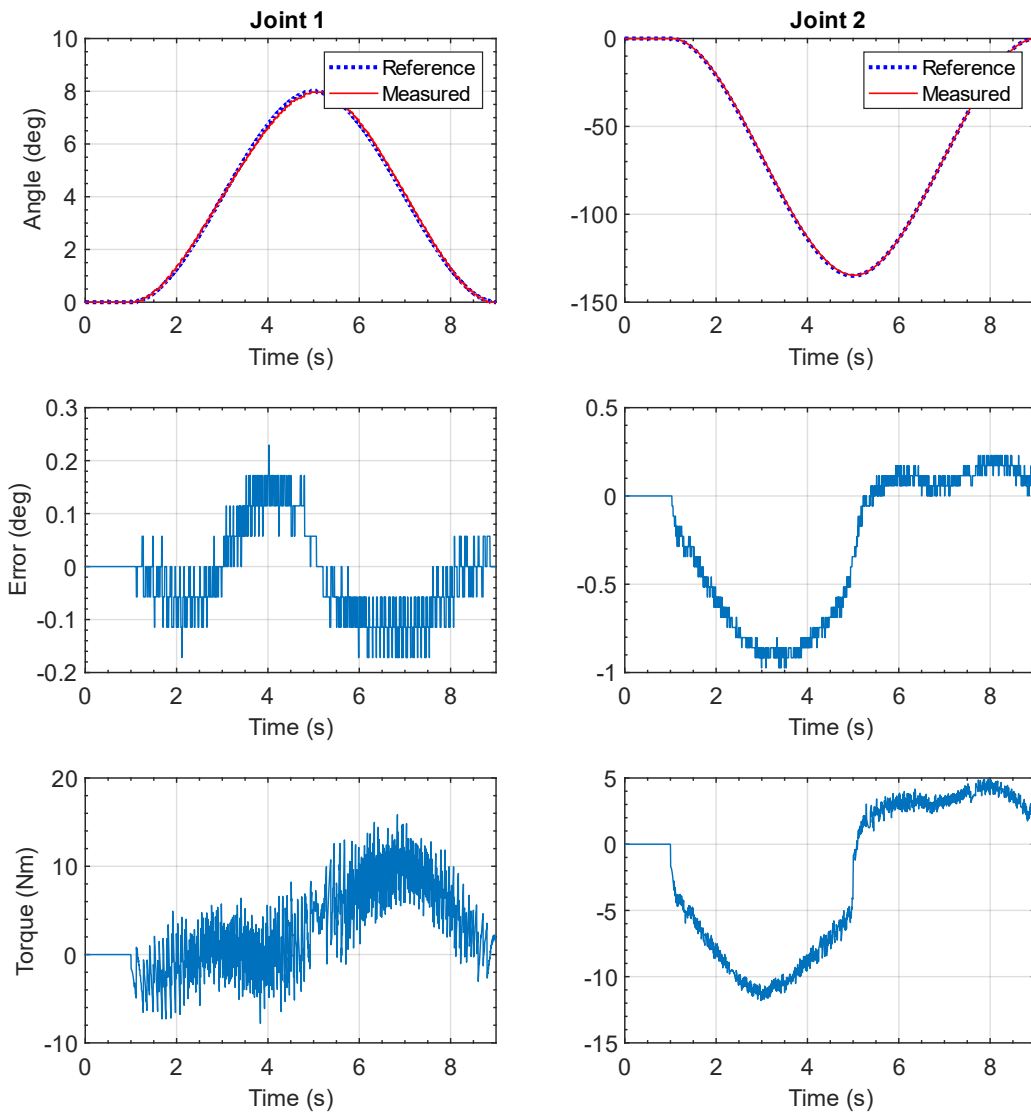 Joint 1
Joint 2
10
8
6
4
2
0
Angle (deg)
Reference
Measured
0 2 4 6 8
Time (s)
0
-50
-100
-150
Reference
Measured
0 2 4 6 8
Time (s)
0.3
0.2
0.1
0
-0.1
-0.2
Error (deg)
0 2 4 6 8
Time (s)
0.5
0
-0.5
-1
0 2 4 6 8
Time (s)
20
10
0
-10
Torque (Nm)
0 2 4 6 8
Time (s)
5
0
-5
-10
-15
0 2 4 6 8
Time (s)